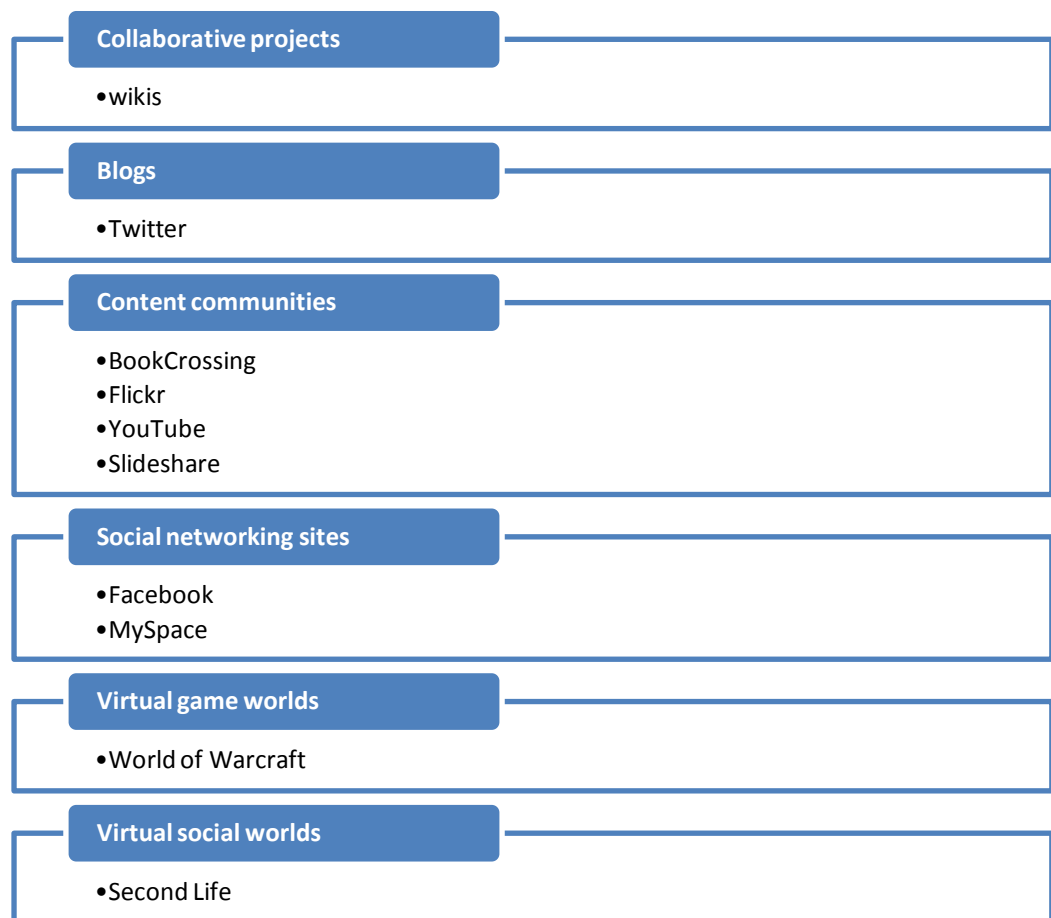 Collaborative projects
•wikis
Blogs
•Twitter
Content communities
•BookCrossing
•Flickr
•YouTube
•Slideshare
Social networking sites
•Facebook
•MySpace
Virtual game worlds
•World of Warcraft
Virtual social worlds
•Second Life